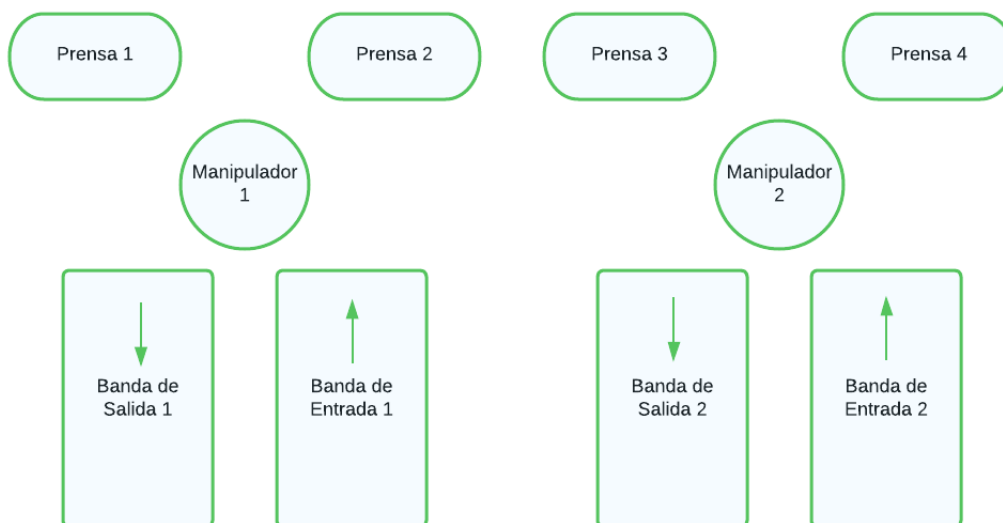 Prensa 1
Prensa 2
Prensa 3
Prensa 4
Manipulador
1
Manipulador
2
Banda de
Salida 1
Banda de
Entrada 1
Banda de
Salida 2
Banda de
Entrada 2